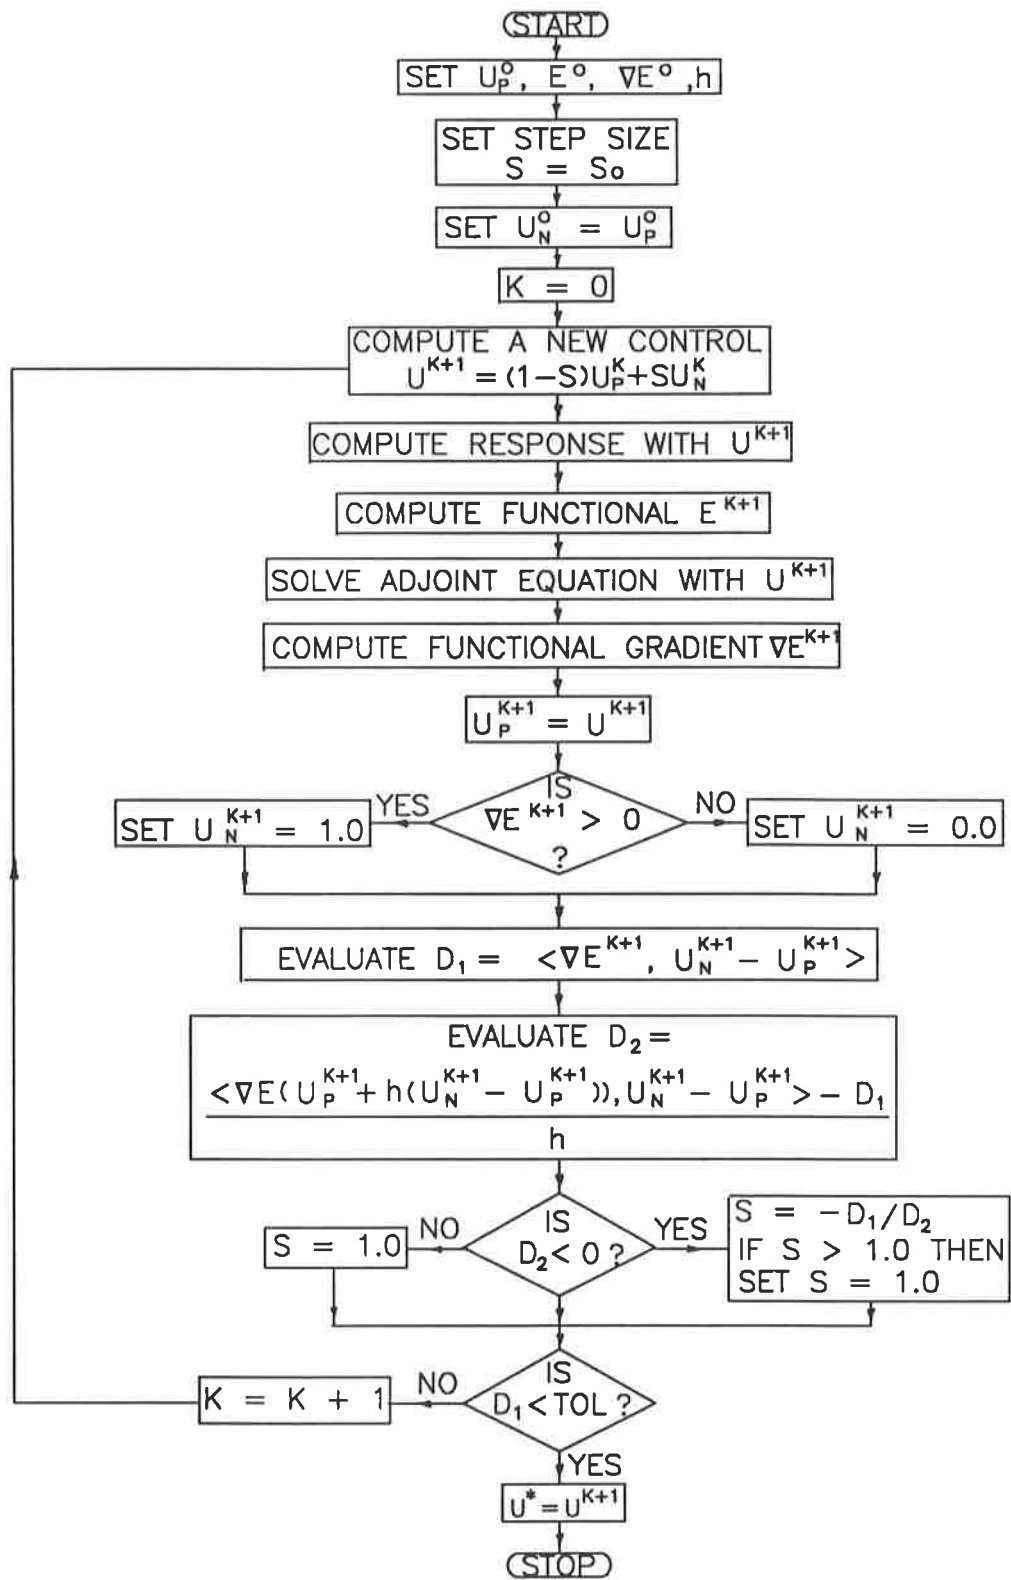 START
SET U_P^0, E^0, ∇E^0, h
SET STEP SIZE
S = S_0
SET U_N^0 = U_P^0
K = 0
COMPUTE A NEW CONTROL
U^{K+1} = (1-S)U_P^K+SU_N^K
COMPUTE RESPONSE WITH U^{K+1}
COMPUTE FUNCTIONAL E^{K+1}
SOLVE ADJOINT EQUATION WITH U^{K+1}
COMPUTE FUNCTIONAL GRADIENT ∇E^{K+1}
U_P^{K+1} = U^{K+1}
IS
∇E^{K+1} > 0
?
YES
NO
SET U_N^{K+1} = 1.0
SET U_N^{K+1} = 0.0
EVALUATE D_1 = <∇E^{K+1}, U_N^{K+1} - U_P^{K+1}>
EVALUATE D_2 =
<∇E(U_P^{K+1} + h(U_N^{K+1} - U_P^{K+1})), U_N^{K+1} - U_P^{K+1}> - D_1
h
IS
D_2 < 0 ?
NO
YES
S = 1.0
S = -D_1/D_2
IF S > 1.0 THEN
SET S = 1.0
IS
D_1 < TOL ?
NO
K = K + 1
YES
U^* = U^{K+1}
STOP